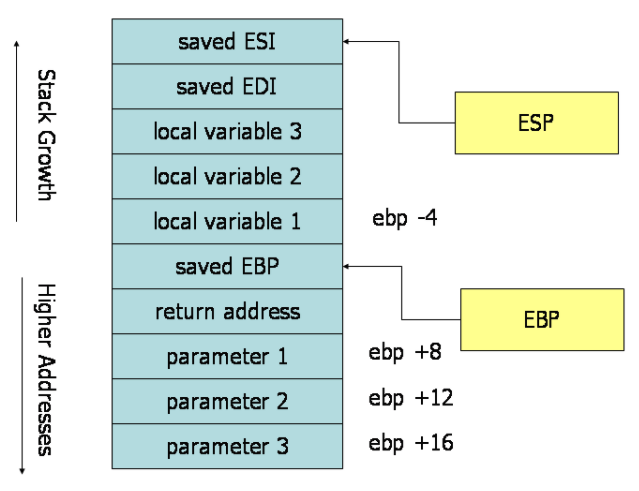 saved ESI
saved EDI
local variable 3
local variable 2
local variable 1
saved EBP
return address
parameter 1
parameter 2
parameter 3
Stack Growth
Higher Addresses
ebp -4
ebp +8
ebp +12
ebp +16
ESP
EBP